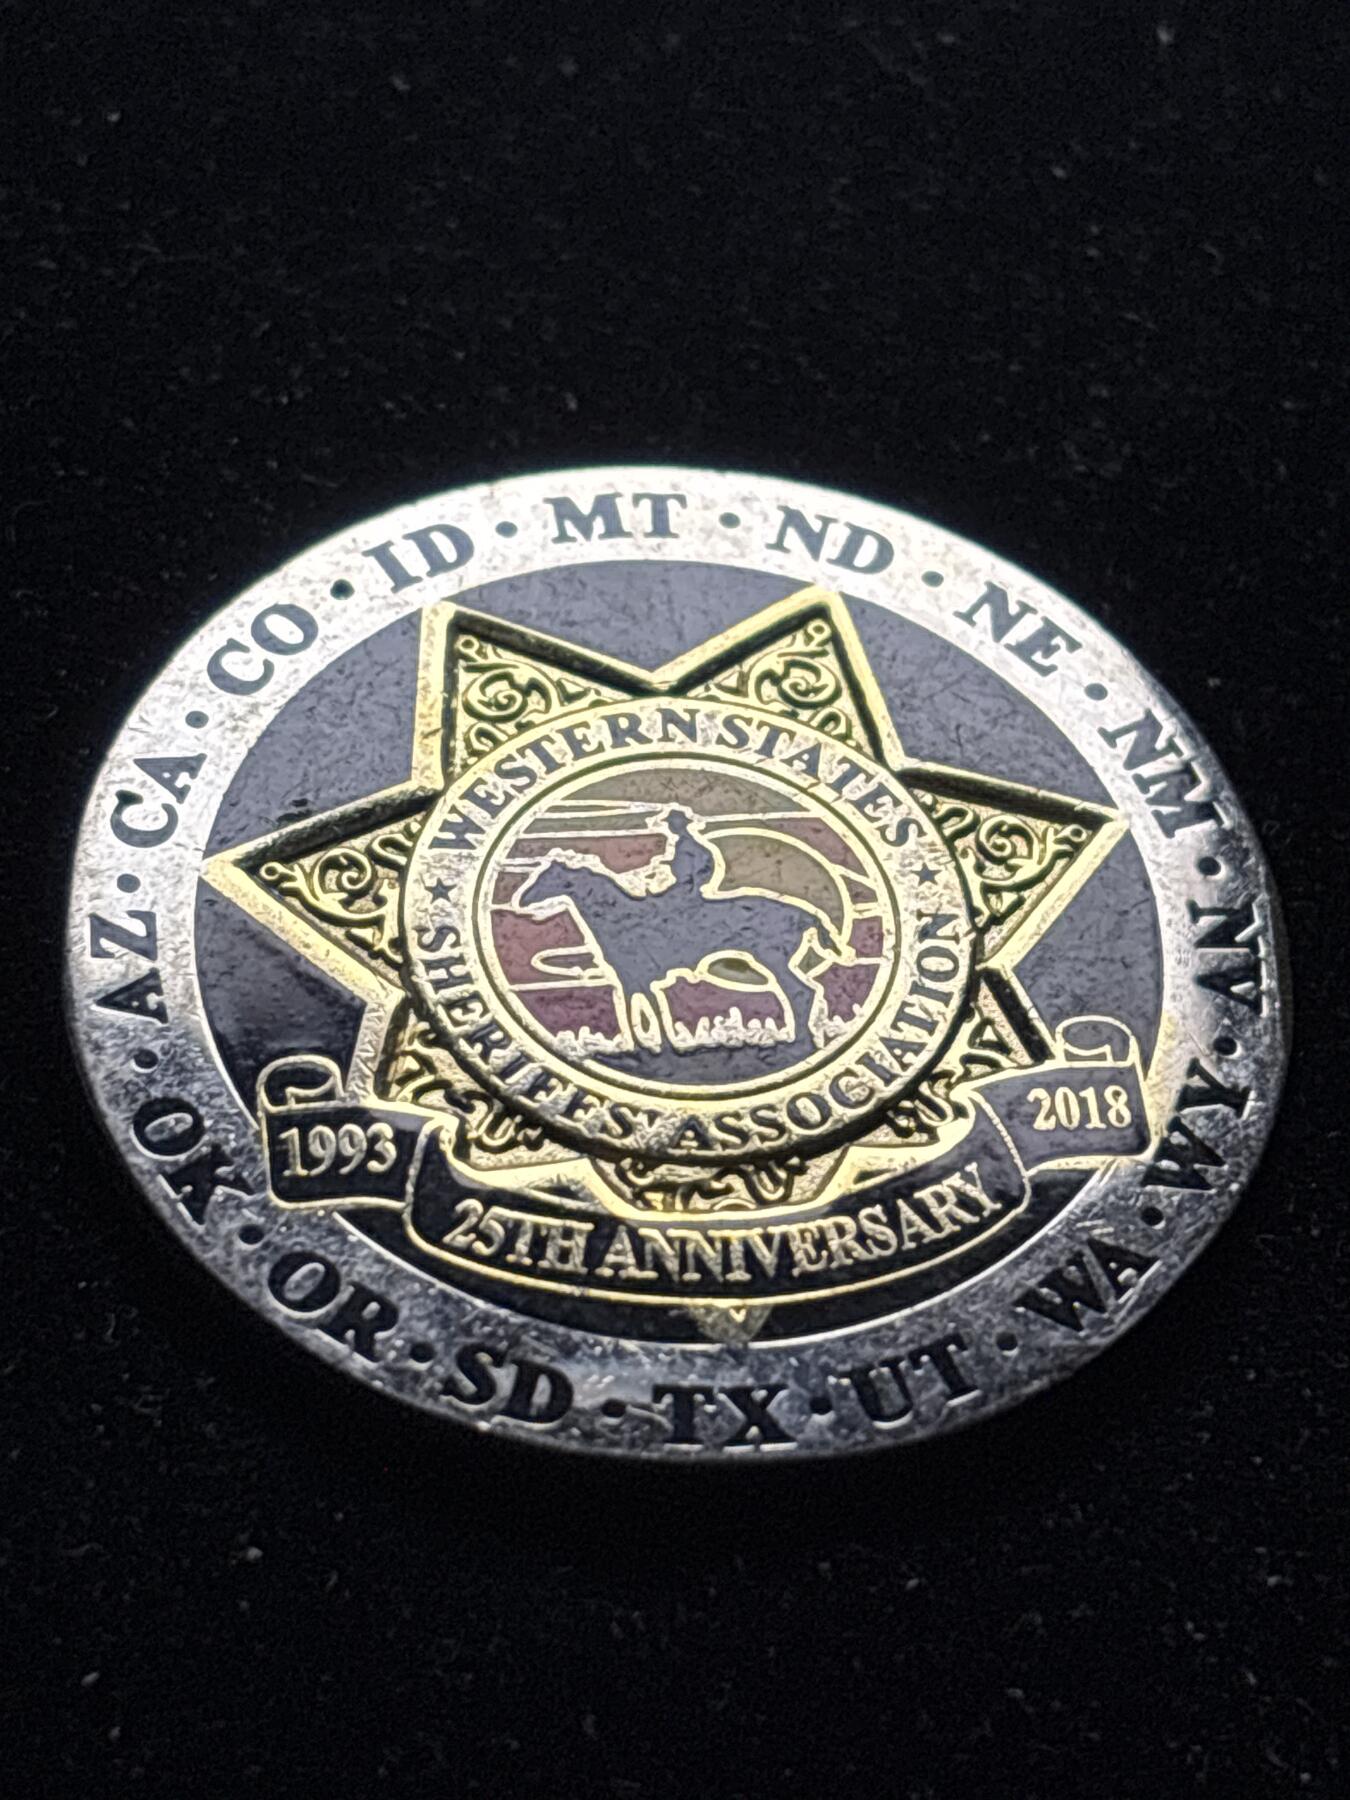 AZ · CA · CO · ID · MT · ND · NE · NM · NV · WY · WA · UT · TX · SD · OR · OK ·
WESTERN STATES
SHERIFFS' ASSOCIATION
1993
25TH ANNIVERSARY
2018